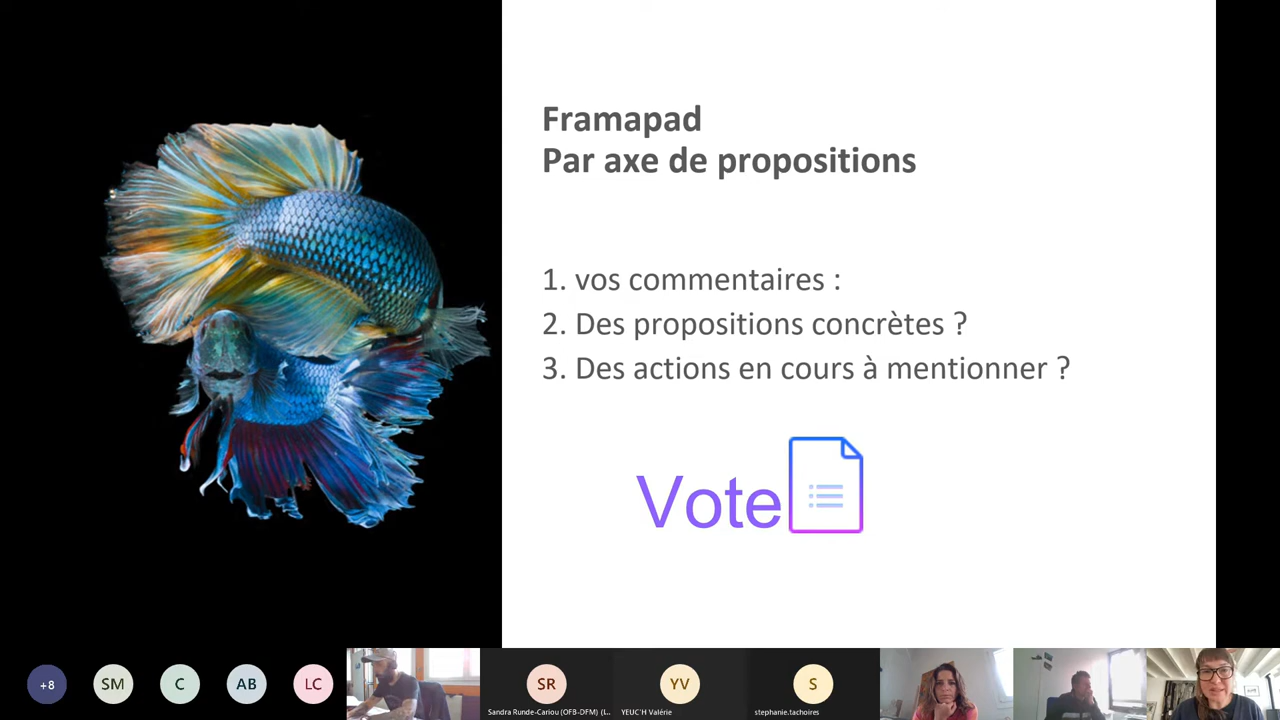 Framapad
Par axe de propositions
1. vos commentaires :
2. Des propositions concrètes ?
3. Des actions en cours à mentionner ?
Vote
+8
SM
C
AB
LC
SR
YV
S
Sandra Runde-Cariou (OFB-DFM) (I...
YEUC'H Valérie
stephanie.tachoires